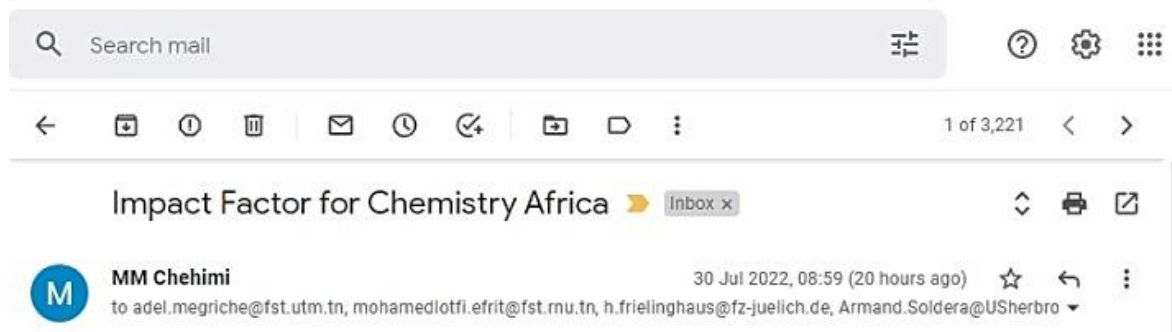 Search mail
1 of 3,221
Impact Factor for Chemistry Africa Inbox x
M
MM Chehimi 30 Jul 2022, 08:59 (20 hours ago)
to adel.megriche@fst.utm.tn, mohamedlotfi.efrit@fst.rnu.tn, h.frielinghaus@fz-juelich.de, Armand.Soldera@USherbro